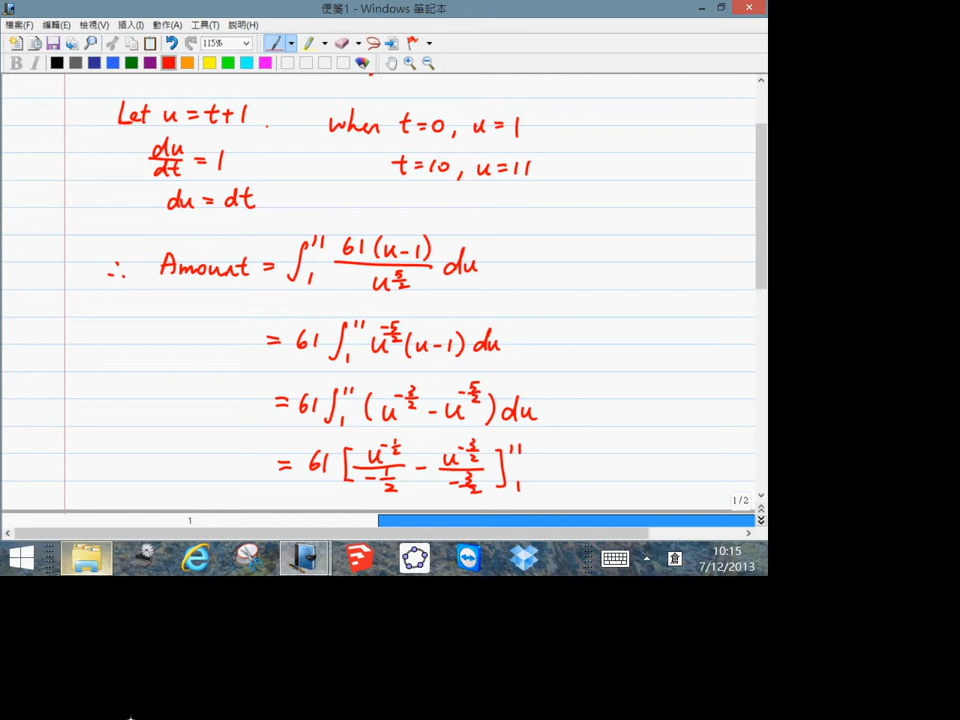 便箋1 - Windows 筆記本
檔案(F) 編輯(E) 檢視(V) 插入(I) 動作(A) 工具(T) 說明(H)
115%
B I
Let u = t+1 when t=0, u=1
du/dt = 1 t=10, u=11
du = dt
∴ Amount = ∫₁¹¹ 61(u-1)/u^(5/2) du
= 61 ∫₁¹¹ u^(-5/2) (u-1) du
= 61 ∫₁¹¹ (u^(-3/2) - u^(-5/2)) du
= 61 [u^(-1/2)/(-1/2) - u^(-3/2)/(-3/2)]₁¹¹
1/2
1
10:15
7/12/2013